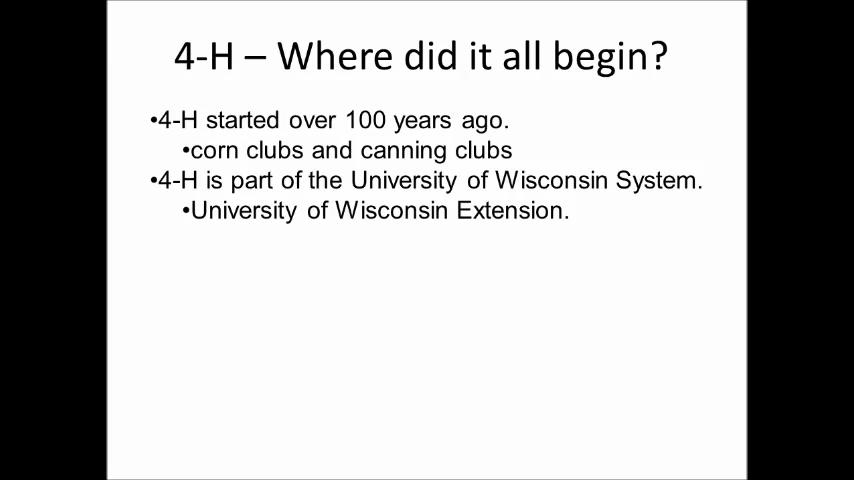 4-H – Where did it all begin?
•4-H started over 100 years ago.
•corn clubs and canning clubs
•4-H is part of the University of Wisconsin System.
•University of Wisconsin Extension.